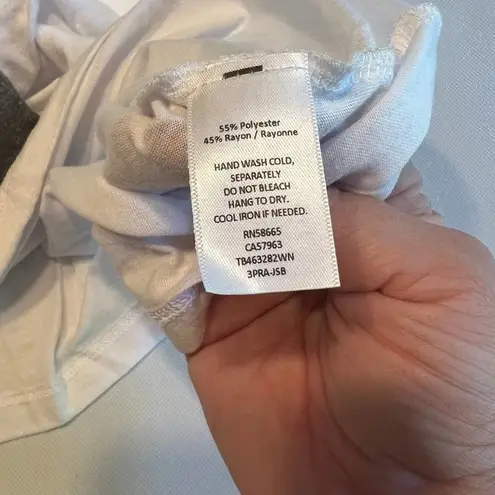 55% Polyester
45% Rayon / Rayonne
HAND WASH COLD,
SEPARATELY
DO NOT BLEACH
HANG TO DRY.
COOL IRON IF NEEDED.
RN58665
CA57963
TB463282WN
3PRA-JSB